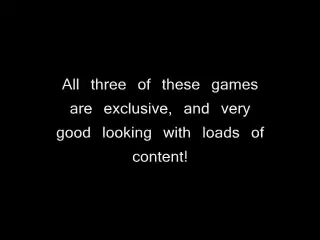 All three of these games
are exclusive, and very
good looking with loads of
content!